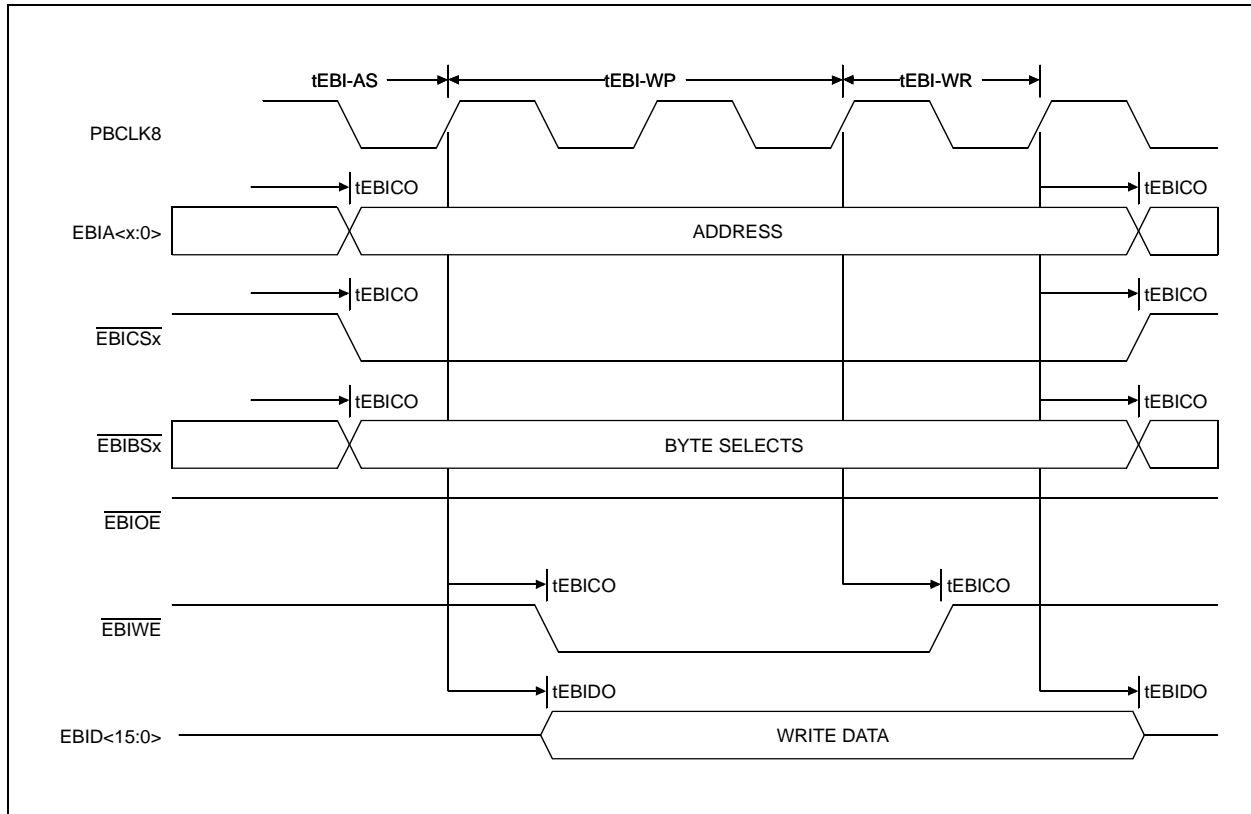 tEBI-AS tEBI-WP tEBI-WR
PBCLK8
tEBICO tEBICO
EBIA<x:0> ADDRESS
tEBICO tEBICO
EBICSx
tEBICO tEBICO
EBIBSx BYTE SELECTS
EBIOE
tEBICO tEBICO
EBIWE
tEBIDO tEBIDO
EBID<15:0> WRITE DATA